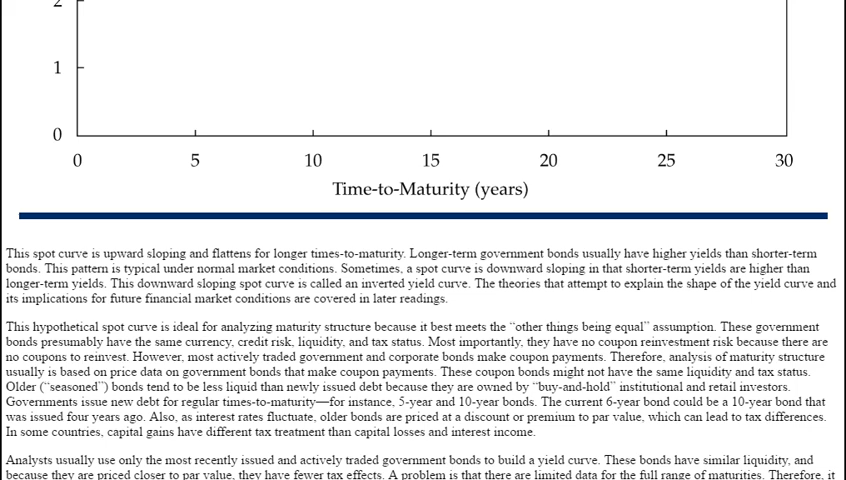 2
1
0
0 5 10 15 20 25 30
Time-to-Maturity (years)
This spot curve is upward sloping and flattens for longer times-to-maturity. Longer-term government bonds usually have higher yields than shorter-term
bonds. This pattern is typical under normal market conditions. Sometimes, a spot curve is downward sloping in that shorter-term yields are higher than
longer-term yields. This downward sloping spot curve is called an inverted yield curve. The theories that attempt to explain the shape of the yield curve and
its implications for future financial market conditions are covered in later readings.
This hypothetical spot curve is ideal for analyzing maturity structure because it best meets the “other things being equal” assumption. These government
bonds presumably have the same currency, credit risk, liquidity, and tax status. Most importantly, they have no coupon reinvestment risk because there are
no coupons to reinvest. However, most actively traded government and corporate bonds make coupon payments. Therefore, analysis of maturity structure
usually is based on price data on government bonds that make coupon payments. These coupon bonds might not have the same liquidity and tax status.
Older (“seasoned”) bonds tend to be less liquid than newly issued debt because they are owned by “buy-and-hold” institutional and retail investors.
Governments issue new debt for regular times-to-maturity—for instance, 5-year and 10-year bonds. The current 6-year bond could be a 10-year bond that
was issued four years ago. Also, as interest rates fluctuate, older bonds are priced at a discount or premium to par value, which can lead to tax differences.
In some countries, capital gains have different tax treatment than capital losses and interest income.
Analysts usually use only the most recently issued and actively traded government bonds to build a yield curve. These bonds have similar liquidity, and
because they are priced closer to par value, they have fewer tax effects. A problem is that there are limited data for the full range of maturities. Therefore, it